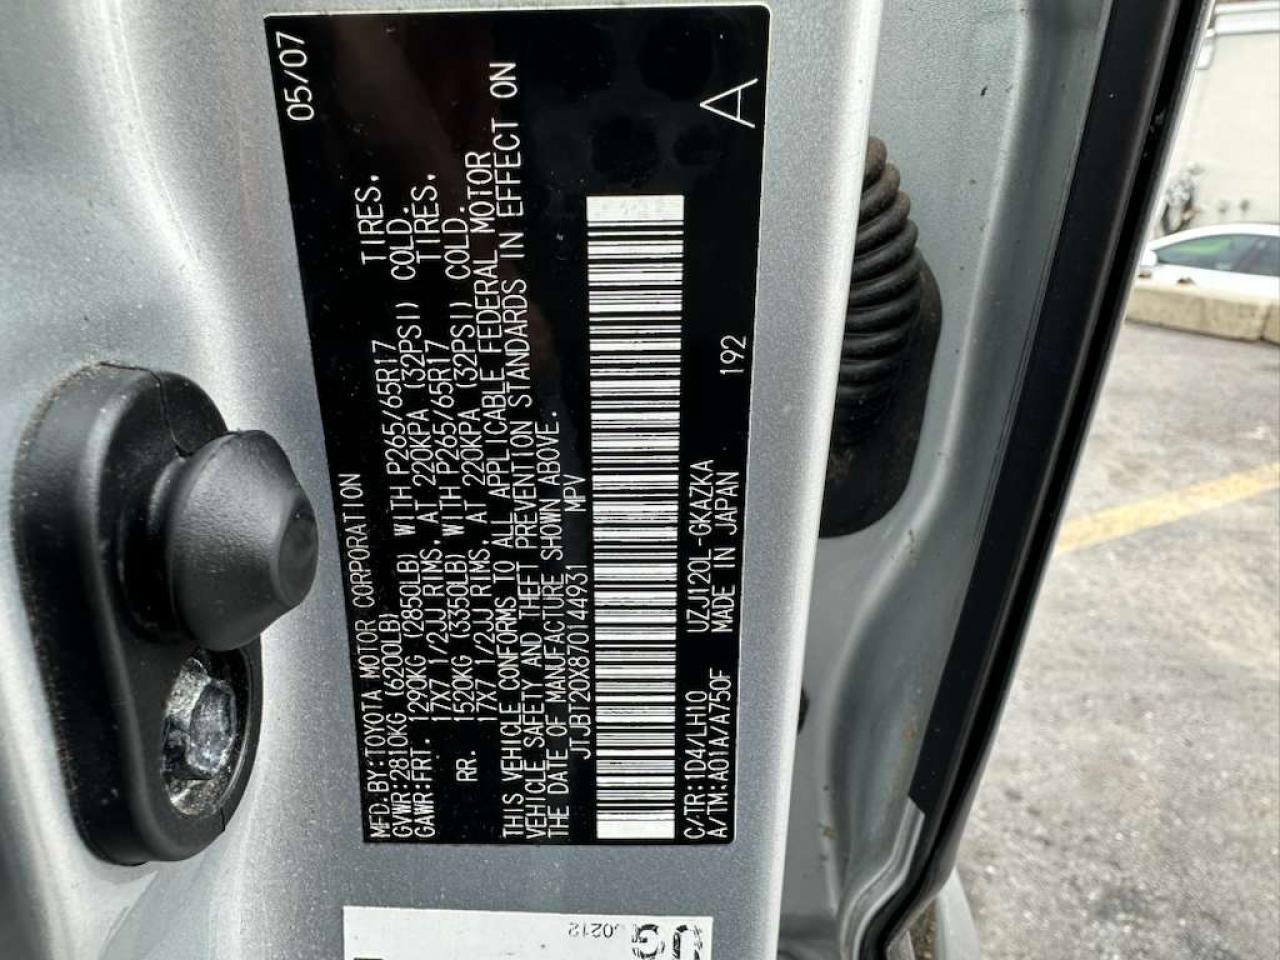 MFD.BY:TOYOTA MOTOR CORPORATION 05/07
GVWR:2810KG (6200LB)
GAWR:FRT. 1290KG (2850LB) WITH P265/65R17 TIRES,
17X7 1/2JJ RIMS, AT 220KPA (32PSI) COLD.
RR. 1520KG (3350LB) WITH P265/65R17 TIRES,
17X7 1/2JJ RIMS, AT 220KPA (32PSI) COLD.
THIS VEHICLE CONFORMS TO ALL APPLICABLE FEDERAL MOTOR
VEHICLE SAFETY AND THEFT PREVENTION STANDARDS IN EFFECT ON
THE DATE OF MANUFACTURE SHOWN ABOVE.
JTJBT20X870144931 MPV
C/TR:1D4/LH10 UZJ120L-GKAZKA
A/TM:A01A/A750F MADE IN JAPAN 192 A